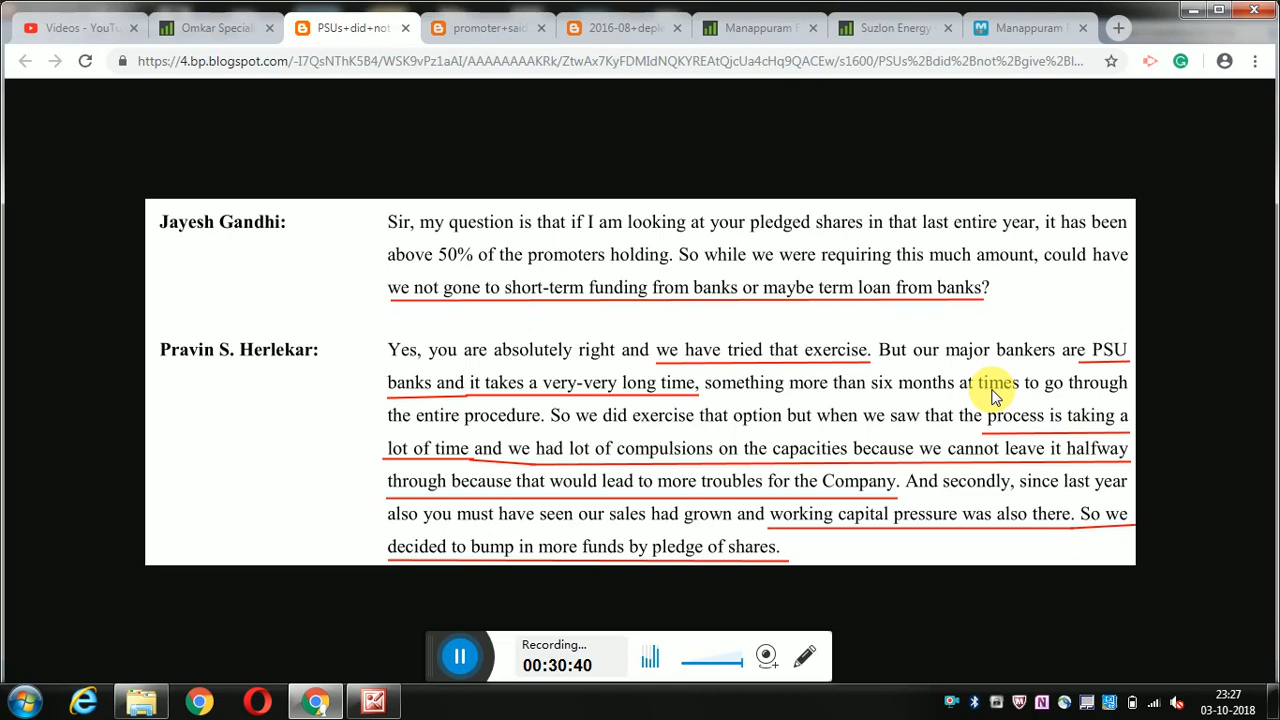 Videos - YouTu
Omkar Speciali
PSUs+did+not
promoter+said
2016-08+deple
Manappuram F
Suzlon Energy
Manappuram F
https://4.bp.blogspot.com/-I7QsNThK5B4/WSK9vPz1aAI/AAAAAAAAKRk/ZtwAx7KyFDMIdNQKYREAtQjcUa4cHq9QACEw/s1600/PSUs%2Bdid%2Bnot%2Bgive%2Bl...
Jayesh Gandhi: Sir, my question is that if I am looking at your pledged shares in that last entire year, it has been
above 50% of the promoters holding. So while we were requiring this much amount, could have
we not gone to short-term funding from banks or maybe term loan from banks?
Pravin S. Herlekar: Yes, you are absolutely right and we have tried that exercise. But our major bankers are PSU
banks and it takes a very-very long time, something more than six months at times to go through
the entire procedure. So we did exercise that option but when we saw that the process is taking a
lot of time and we had lot of compulsions on the capacities because we cannot leave it halfway
through because that would lead to more troubles for the Company. And secondly, since last year
also you must have seen our sales had grown and working capital pressure was also there. So we
decided to bump in more funds by pledge of shares.
Recording...
00:30:40
23:27
03-10-2018